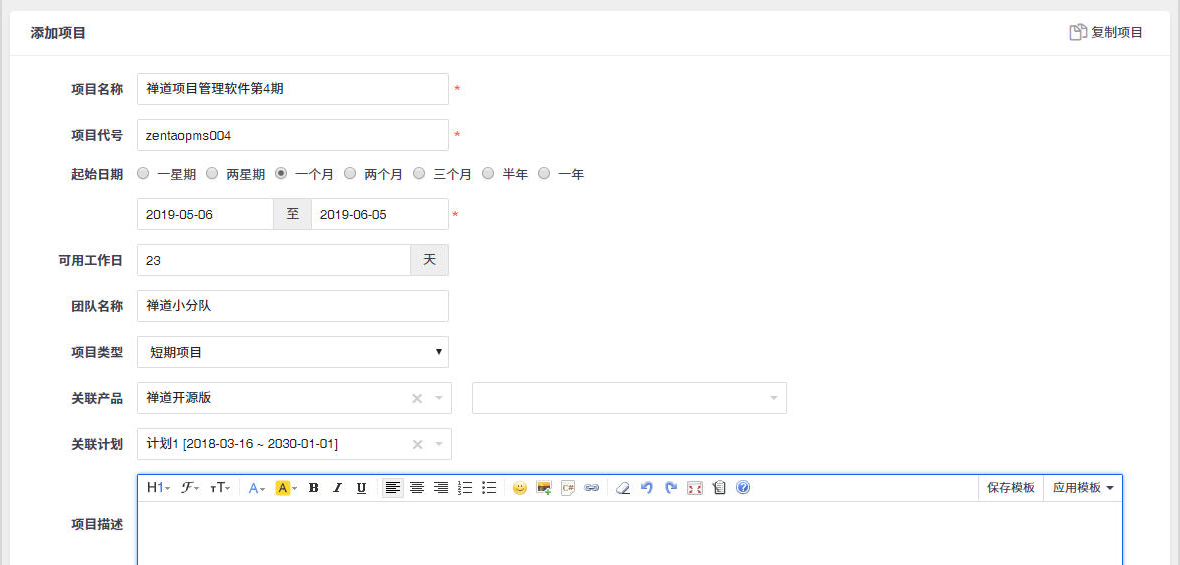 添加项目 复制项目
项目名称 禅道项目管理软件第4期 *
项目代号 zentaopms004 *
起始日期 一星期 两星期 一个月 两个月 三个月 半年 一年
2019-05-06 至 2019-06-05 *
可用工作日 23 天
团队名称 禅道小分队
项目类型 短期项目
关联产品 禅道开源版
关联计划 计划1 [2018-03-16 ~ 2030-01-01]
H1 F TT A A B I U C# 保存模板 应用模板
项目描述